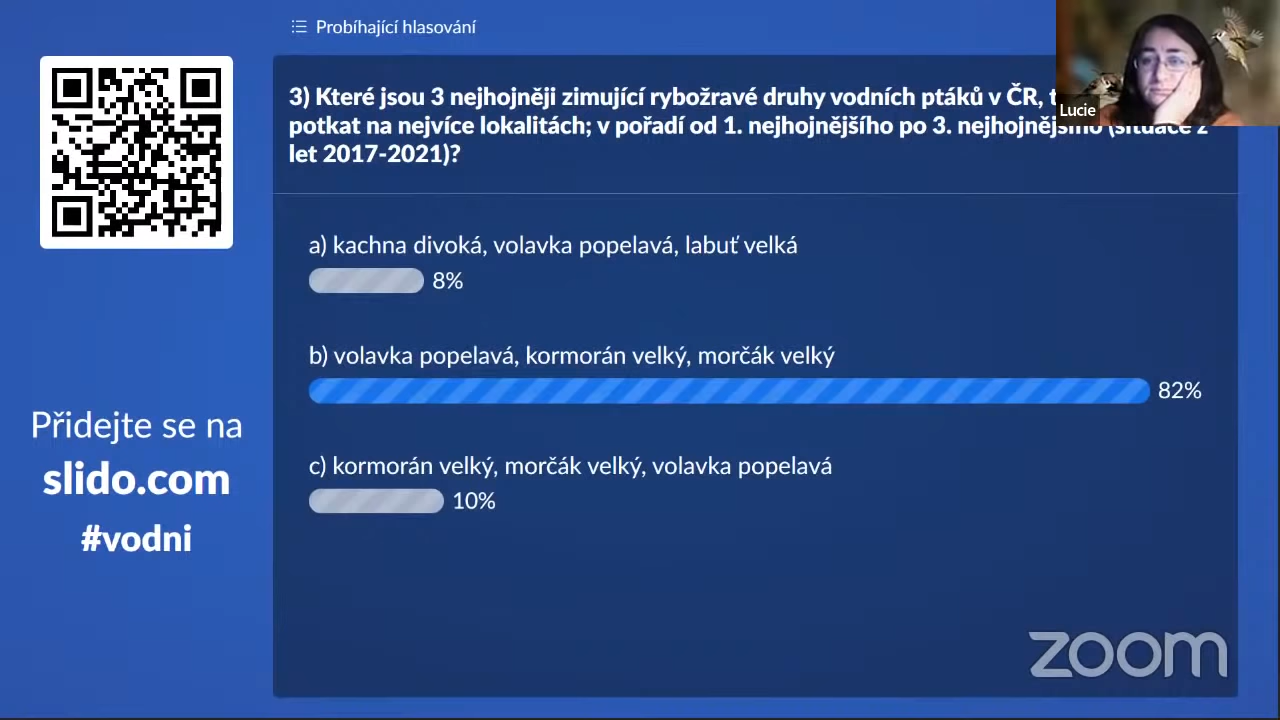 Probíhající hlasování
3) Které jsou 3 nejhojněji zimující rybožravé druhy vodních ptáků v ČR,
potkat na nejvíce lokalitách; v pořadí od 1. nejhojnějšího po 3. nejhojnějšího (situace z
let 2017-2021)?
Lucie
a) kachna divoká, volavka popelavá, labuť velká
8%
b) volavka popelavá, kormorán velký, morčák velký
82%
c) kormorán velký, morčák velký, volavka popelavá
10%
Přidejte se na
slido.com
#vodni
zoom